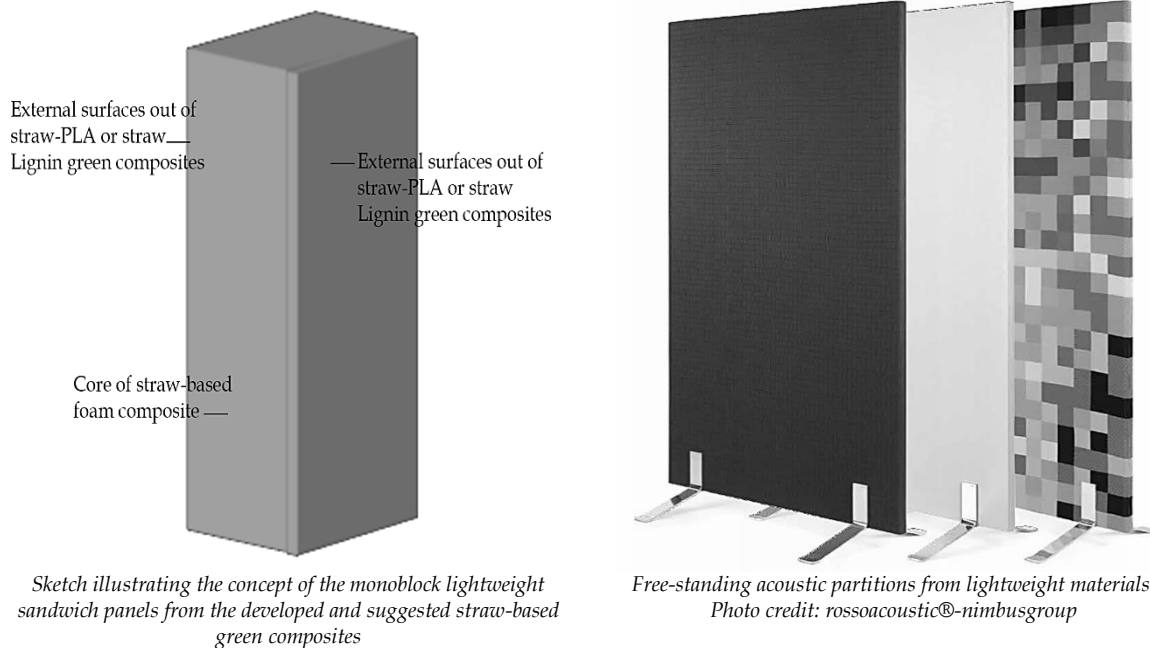 External surfaces out of
straw-PLA or straw
Lignin green composites
External surfaces out of
straw-PLA or straw
Lignin green composites
Core of straw-based
foam composite
Sketch illustrating the concept of the monoblock lightweight
sandwich panels from the developed and suggested straw-based
green composites
Free-standing acoustic partitions from lightweight materials
Photo credit: rossoacoustic®-nimbusgroup